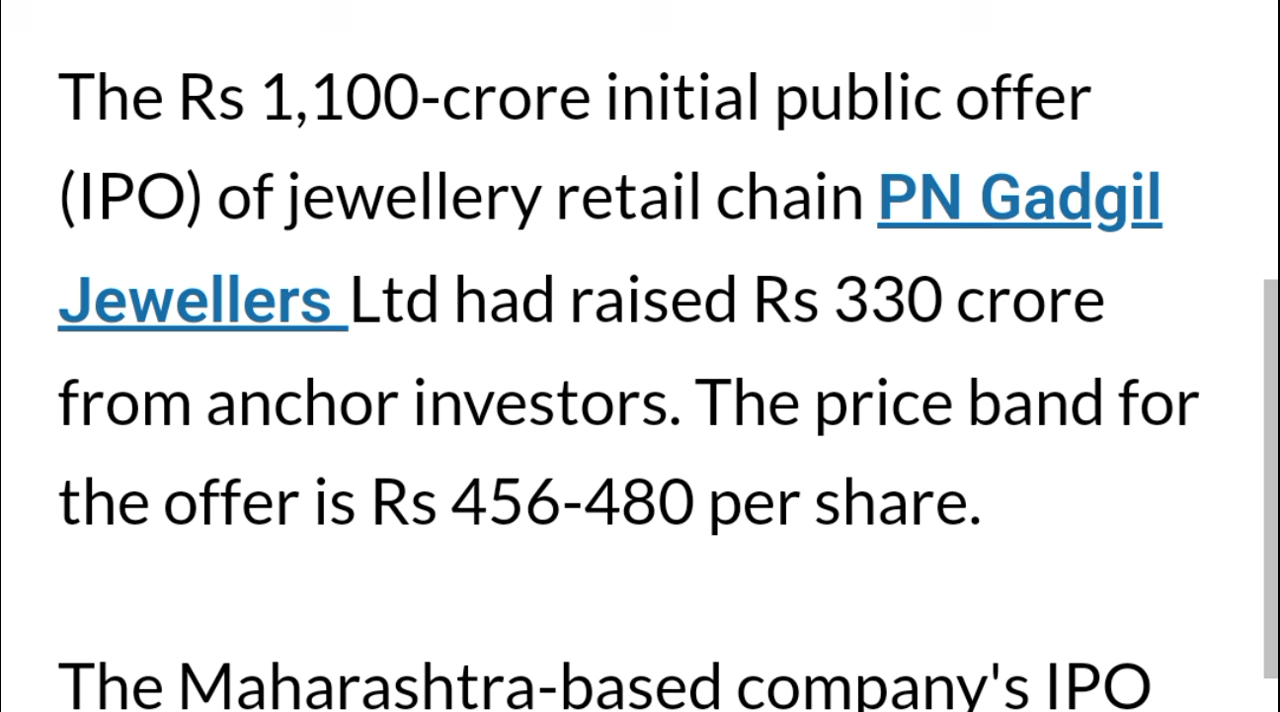 The Rs 1,100-crore initial public offer
(IPO) of jewellery retail chain PN Gadgil
Jewellers Ltd had raised Rs 330 crore
from anchor investors. The price band for
the offer is Rs 456-480 per share.
The Maharashtra-based company's IPO